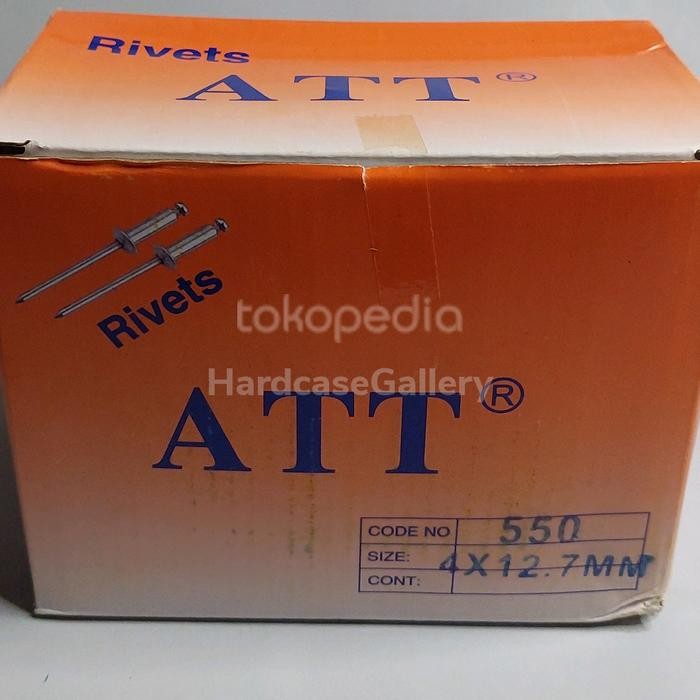 Rivets
ATT®
Rivets
tokopedia
HardcaseGallery
ATT®
CODE NO 550
SIZE: 4X12.7MM
CONT: